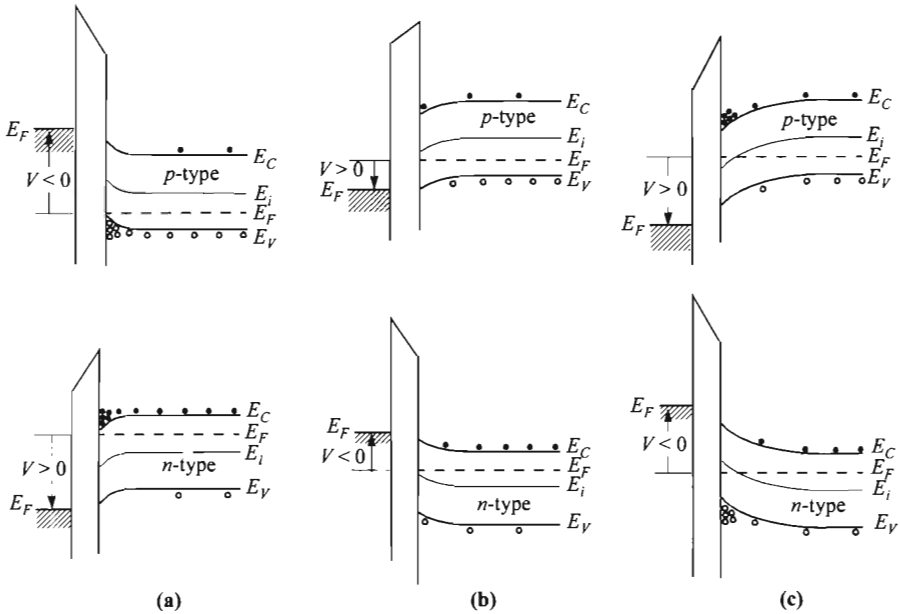 E_F
V < 0
p-type
E_C
E_i
E_F
E_V
E_F
V > 0
p-type
E_C
E_i
E_F
E_V
E_F
V > 0
p-type
E_C
E_i
E_F
E_V
E_F
V > 0
n-type
E_C
E_F
E_i
E_V
E_F
V < 0
n-type
E_C
E_F
E_i
E_V
E_F
V < 0
n-type
E_C
E_F
E_i
E_V
(a)
(b)
(c)